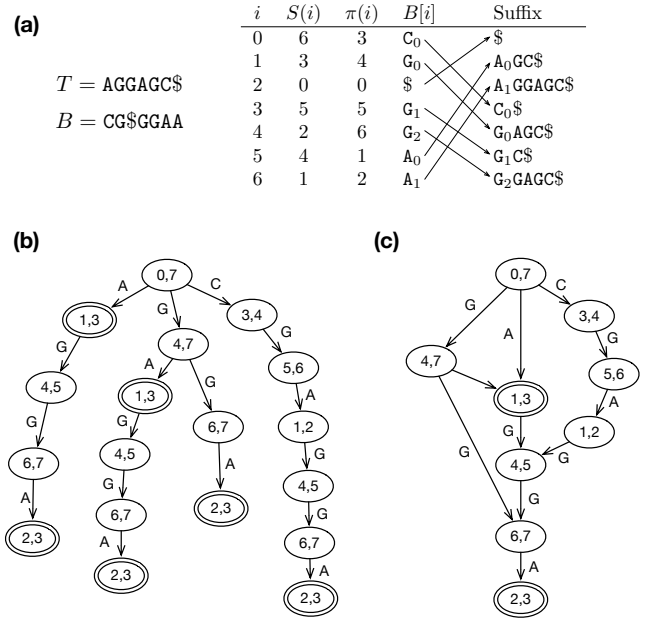 (a)
T = AGGAGC$
B = CG$GGAA
i S(i) π(i) B[i] Suffix
0 6 3 C₀ $
1 3 4 G₀ A₀GC$
2 0 0 $ A₁GGAGC$
3 5 5 G₁ C₀$
4 2 6 G₂ G₀AGC$
5 4 1 A₀ G₁C$
6 1 2 A₁ G₂GAGC$
(b)
0,7
A G C
1,3 4,7 3,4
G A G G
4,5 1,3 6,7 5,6
G G A A
6,7 4,5 2,3 1,2
A G G
2,3 6,7 4,5
A G
2,3 6,7
A
2,3
(c)
0,7
G A C
4,7 3,4
G
1,3 5,6
G A
G 4,5 G 1,2
G
6,7
A
2,3